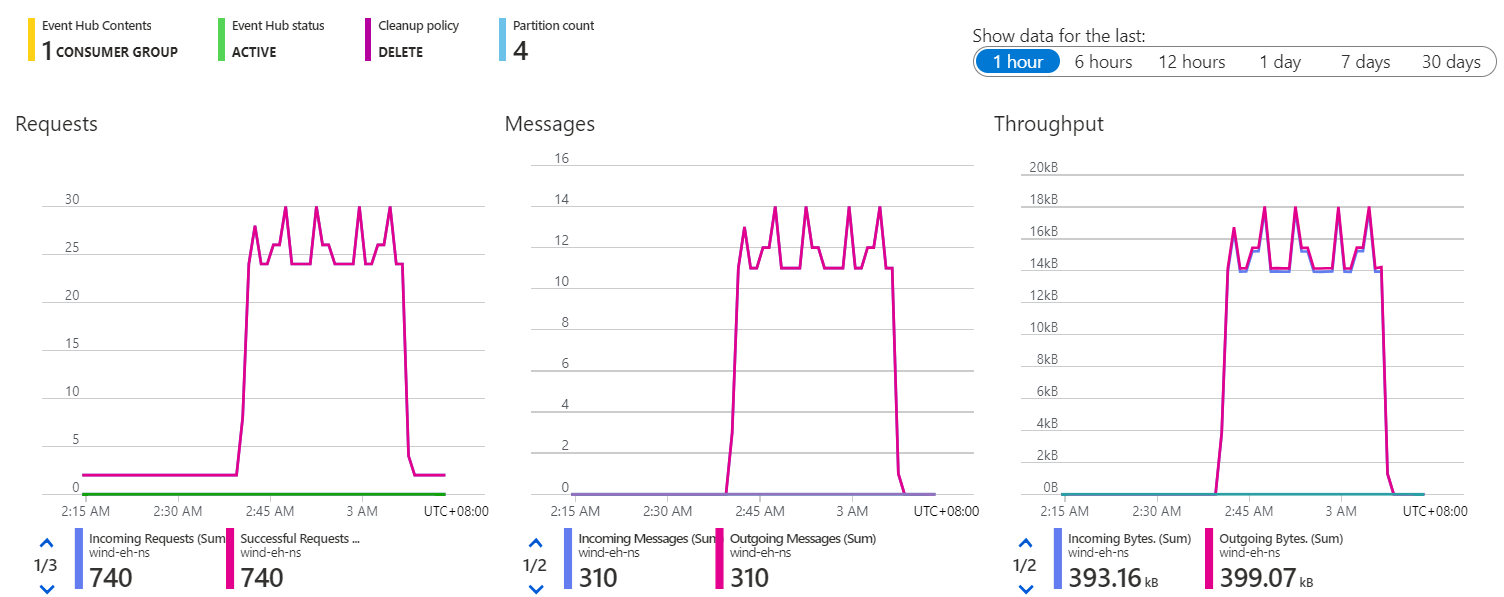 Event Hub Contents
1 CONSUMER GROUP
Event Hub status
ACTIVE
Cleanup policy
DELETE
Partition count
4
Show data for the last:
1 hour 6 hours 12 hours 1 day 7 days 30 days
Requests
30
25
20
15
10
5
0
2:15 AM 2:30 AM 2:45 AM 3 AM UTC+08:00
1/3
Incoming Requests (Sum
wind-eh-ns
740
Successful Requests ...
wind-eh-ns
740
Messages
16
14
12
10
8
6
4
2
0
2:15 AM 2:30 AM 2:45 AM 3 AM UTC+08:00
1/2
Incoming Messages (Sum
wind-eh-ns
310
Outgoing Messages (Sum)
wind-eh-ns
310
Throughput
20kB
18kB
16kB
14kB
12kB
10kB
8kB
6kB
4kB
2kB
0B
2:15 AM 2:30 AM 2:45 AM 3 AM UTC+08:00
1/2
Incoming Bytes. (Sum)
wind-eh-ns
393.16 kB
Outgoing Bytes. (Sum)
wind-eh-ns
399.07 kB